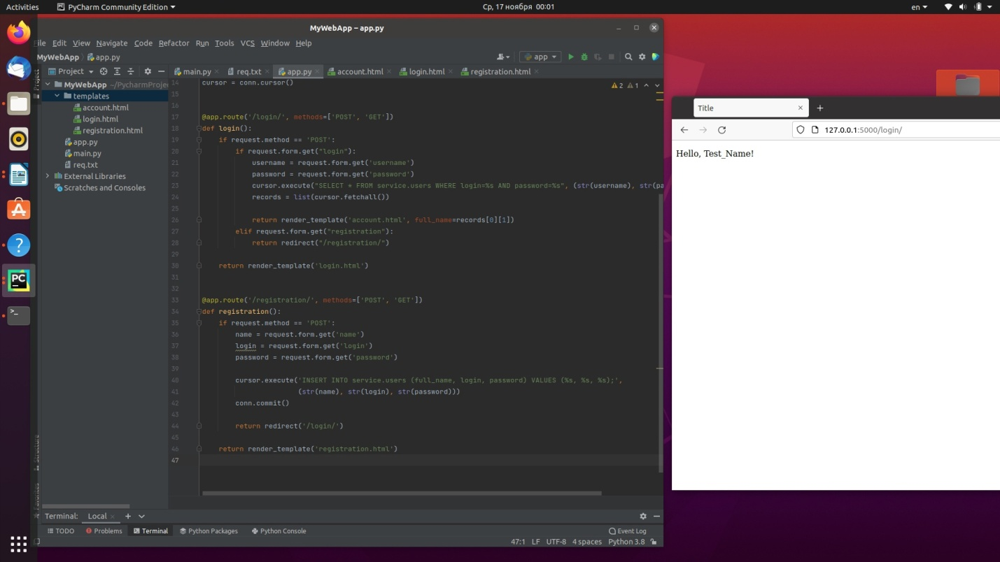 Activities PyCharm Community Edition Ср, 17 ноября 00:01 en
MyWebApp – app.py
File Edit View Navigate Code Refactor Run Tools VCS Window Help
MyWebApp app.py app
Project main.py req.txt app.py account.html login.html registration.html
MyWebApp ~/PycharmProje
templates
account.html
login.html
registration.html
app.py
main.py
req.txt
External Libraries
Scratches and Consoles
2 1
14 cursor = conn.cursor()
15
16
17 @app.route('/login/', methods=['POST', 'GET'])
18 def login():
19 if request.method == 'POST':
20 if request.form.get("login"):
21 username = request.form.get('username')
22 password = request.form.get('password')
23 cursor.execute("SELECT * FROM service.users WHERE login=%s AND password=%s", (str(username), str(pa
24 records = list(cursor.fetchall())
25
26 return render_template('account.html', full_name=records[0][1])
27 elif request.form.get("registration"):
28 return redirect("/registration/")
29
30 return render_template('login.html')
31
32
33 @app.route('/registration/', methods=['POST', 'GET'])
34 def registration():
35 if request.method == 'POST':
36 name = request.form.get('name')
37 login = request.form.get('login')
38 password = request.form.get('password')
39
40 cursor.execute('INSERT INTO service.users (full_name, login, password) VALUES (%s, %s, %s);',
41 (str(name), str(login), str(password)))
42 conn.commit()
43
44 return redirect('/login/')
45
46 return render_template('registration.html')
47
Terminal: Local
TODO Problems Terminal Python Packages Python Console Event Log
47:1 LF UTF-8 4 spaces Python 3.8
Title
127.0.0.1:5000/login/
Hello, Test_Name!